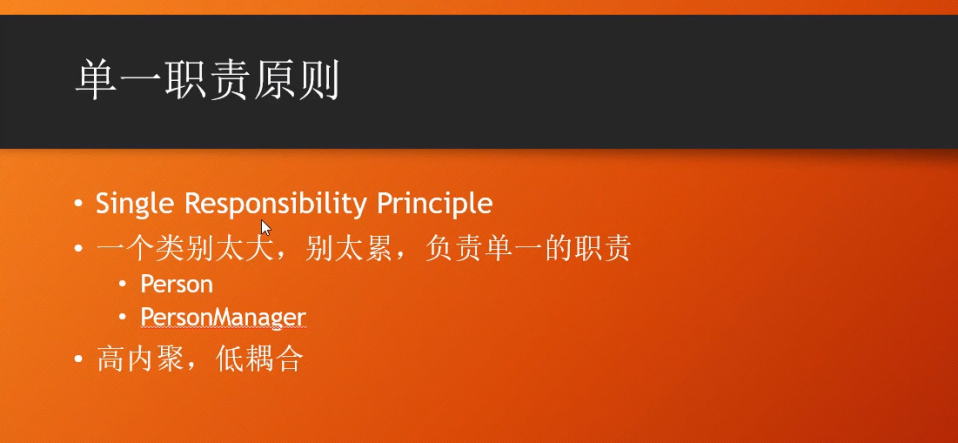 单一职责原则
• Single Responsibility Principle
• 一个类别太大，别太累，负责单一的职责
• Person
• PersonManager
• 高内聚，低耦合